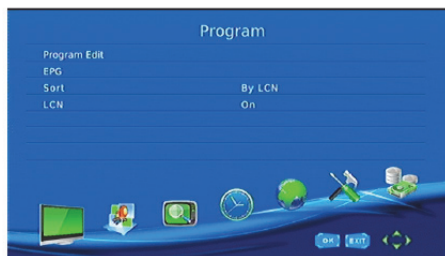 Program
Program Edit
EPG
Sort By LCN
LCN On
OK EXIT